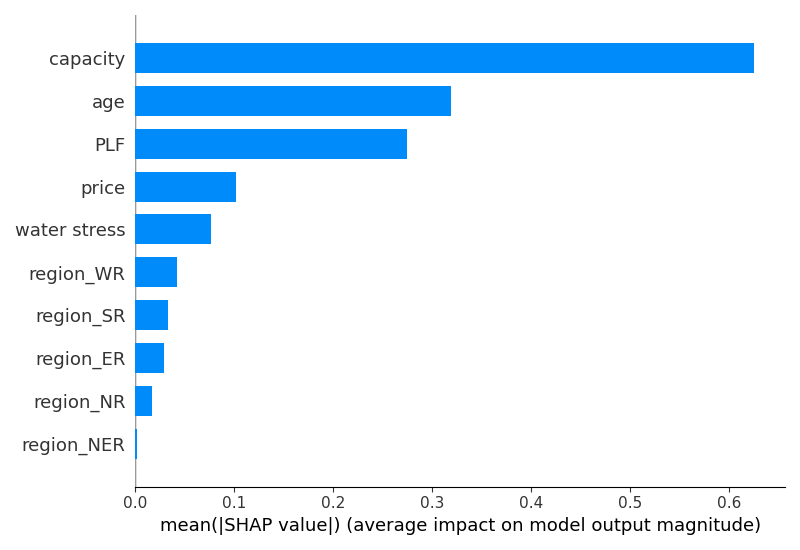 capacity
age
PLF
price
water stress
region_WR
region_SR
region_ER
region_NR
region_NER
0.0 0.1 0.2 0.3 0.4 0.5 0.6
mean(|SHAP value|) (average impact on model output magnitude)